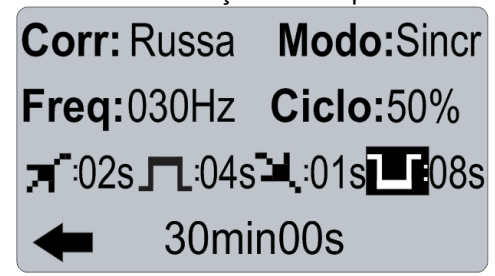 Corr: Russa Modo:Sincr
Freq:030Hz Ciclo:50%
:02s :04s :01s :08s
30min00s